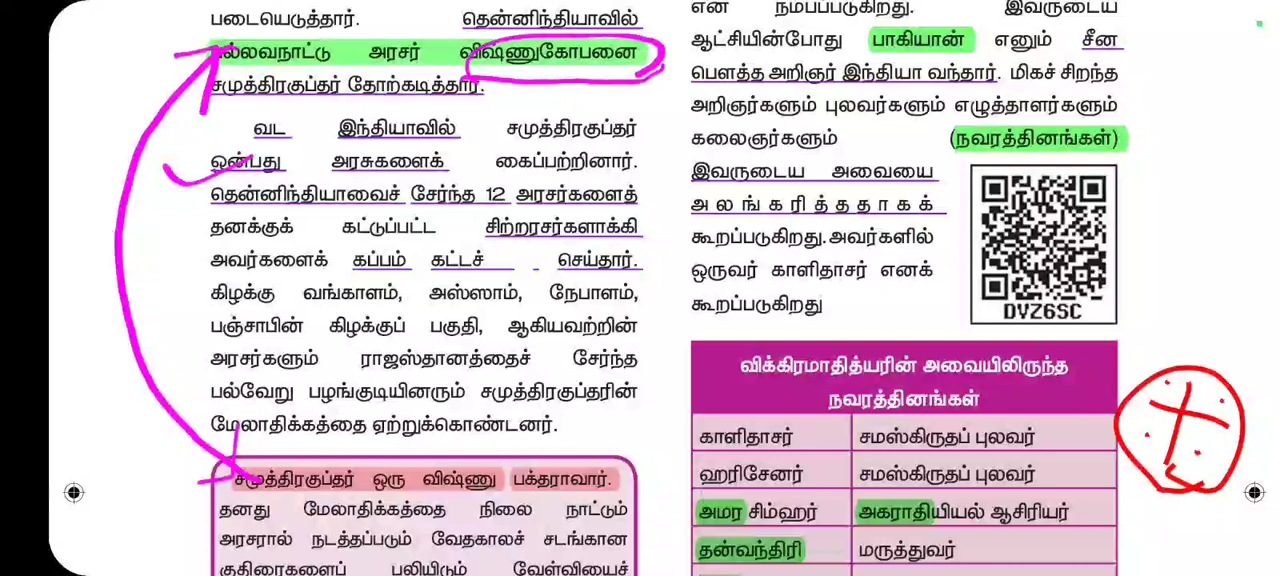 படையெடுத்தார். தென்னிந்தியாவில்
பல்லவநாட்டு அரசர் விஷ்ணுகோபனை
சமுத்திரகுப்தர் தோற்கடித்தார்.
வட இந்தியாவில் சமுத்திரகுப்தர்
ஒன்பது அரசுகளைக் கைப்பற்றினார்.
தென்னிந்தியாவைச் சேர்ந்த 12 அரசர்களைத்
தனக்குக் கட்டுப்பட்ட சிற்றரசர்களாக்கி
அவர்களைக் கப்பம் கட்டச் செய்தார்.
கிழக்கு வங்காளம், அஸ்ஸாம், நேபாளம்,
பஞ்சாபின் கிழக்குப் பகுதி, ஆகியவற்றின்
அரசர்களும் ராஜஸ்தானத்தைச் சேர்ந்த
பல்வேறு பழங்குடியினரும் சமுத்திரகுப்தரின்
மேலாதிக்கத்தை ஏற்றுக்கொண்டனர்.
சமுத்திரகுப்தர் ஒரு விஷ்ணு பக்தராவார்.
தனது மேலாதிக்கத்தை நிலை நாட்டும்
அரசரால் நடத்தப்படும் வேதகாலச் சடங்கான
குதிரைகளைப் பலியிடும் வேள்வியைச்
என நம்பப்படுகிறது. இவருடைய
ஆட்சியின்போது பாகியான் எனும் சீன
பௌத்த அறிஞர் இந்தியா வந்தார். மிகச் சிறந்த
அறிஞர்களும் புலவர்களும் எழுத்தாளர்களும்
கலைஞர்களும் (நவரத்தினங்கள்)
இவருடைய அவையை
அலங்கரித்ததாகக்
கூறப்படுகிறது.அவர்களில்
ஒருவர் காளிதாசர் எனக்
கூறப்படுகிறது
DVZ6SC
விக்கிரமாதித்யரின் அவையிலிருந்த
நவரத்தினங்கள்
காளிதாசர் சமஸ்கிருதப் புலவர்
ஹரிசேனர் சமஸ்கிருதப் புலவர்
அமர சிம்ஹர் அகராதியியல் ஆசிரியர்
தன்வந்திரி மருத்துவர்